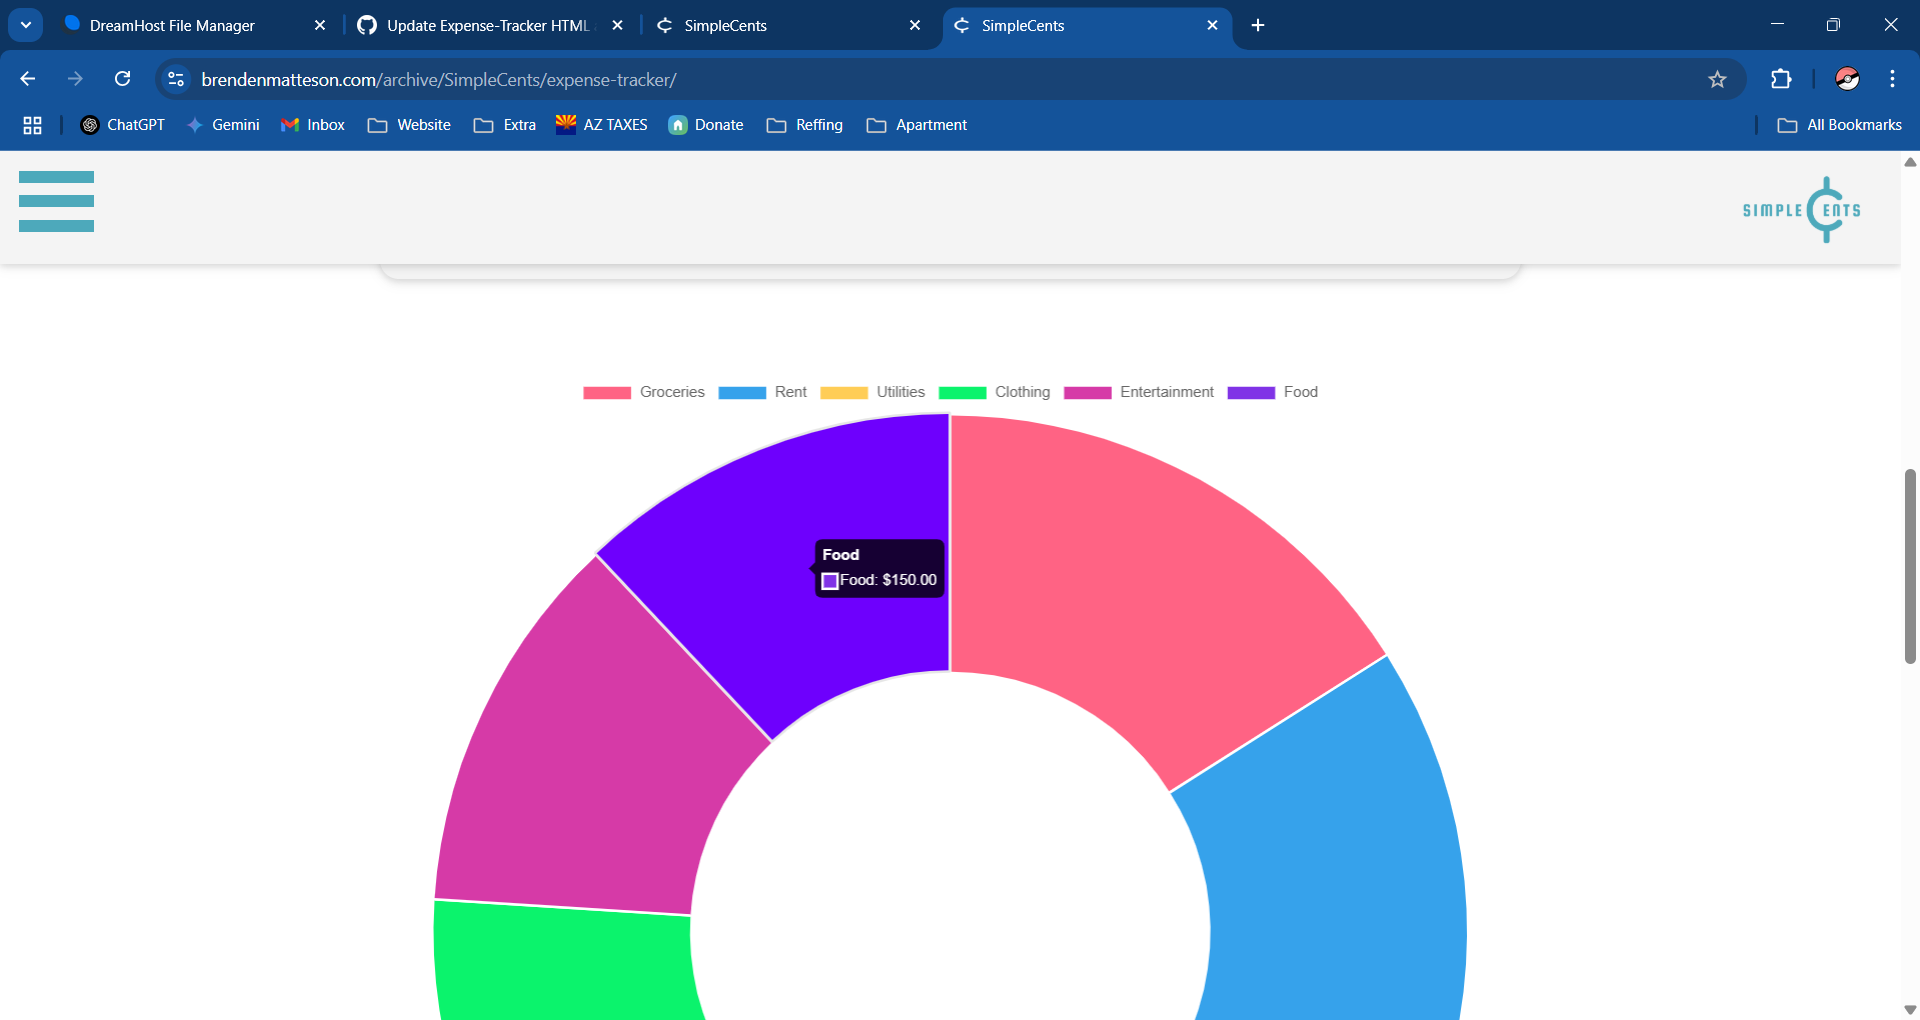 DreamHost File Manager
Update Expense-Tracker HTML
SimpleCents
SimpleCents
brendenmatteson.com/archive/SimpleCents/expense-tracker/
ChatGPT
Gemini
Inbox
Website
Extra
AZ TAXES
Donate
Reffing
Apartment
All Bookmarks
SIMPLE CENTS
Groceries
Rent
Utilities
Clothing
Entertainment
Food
Food
Food: $150.00